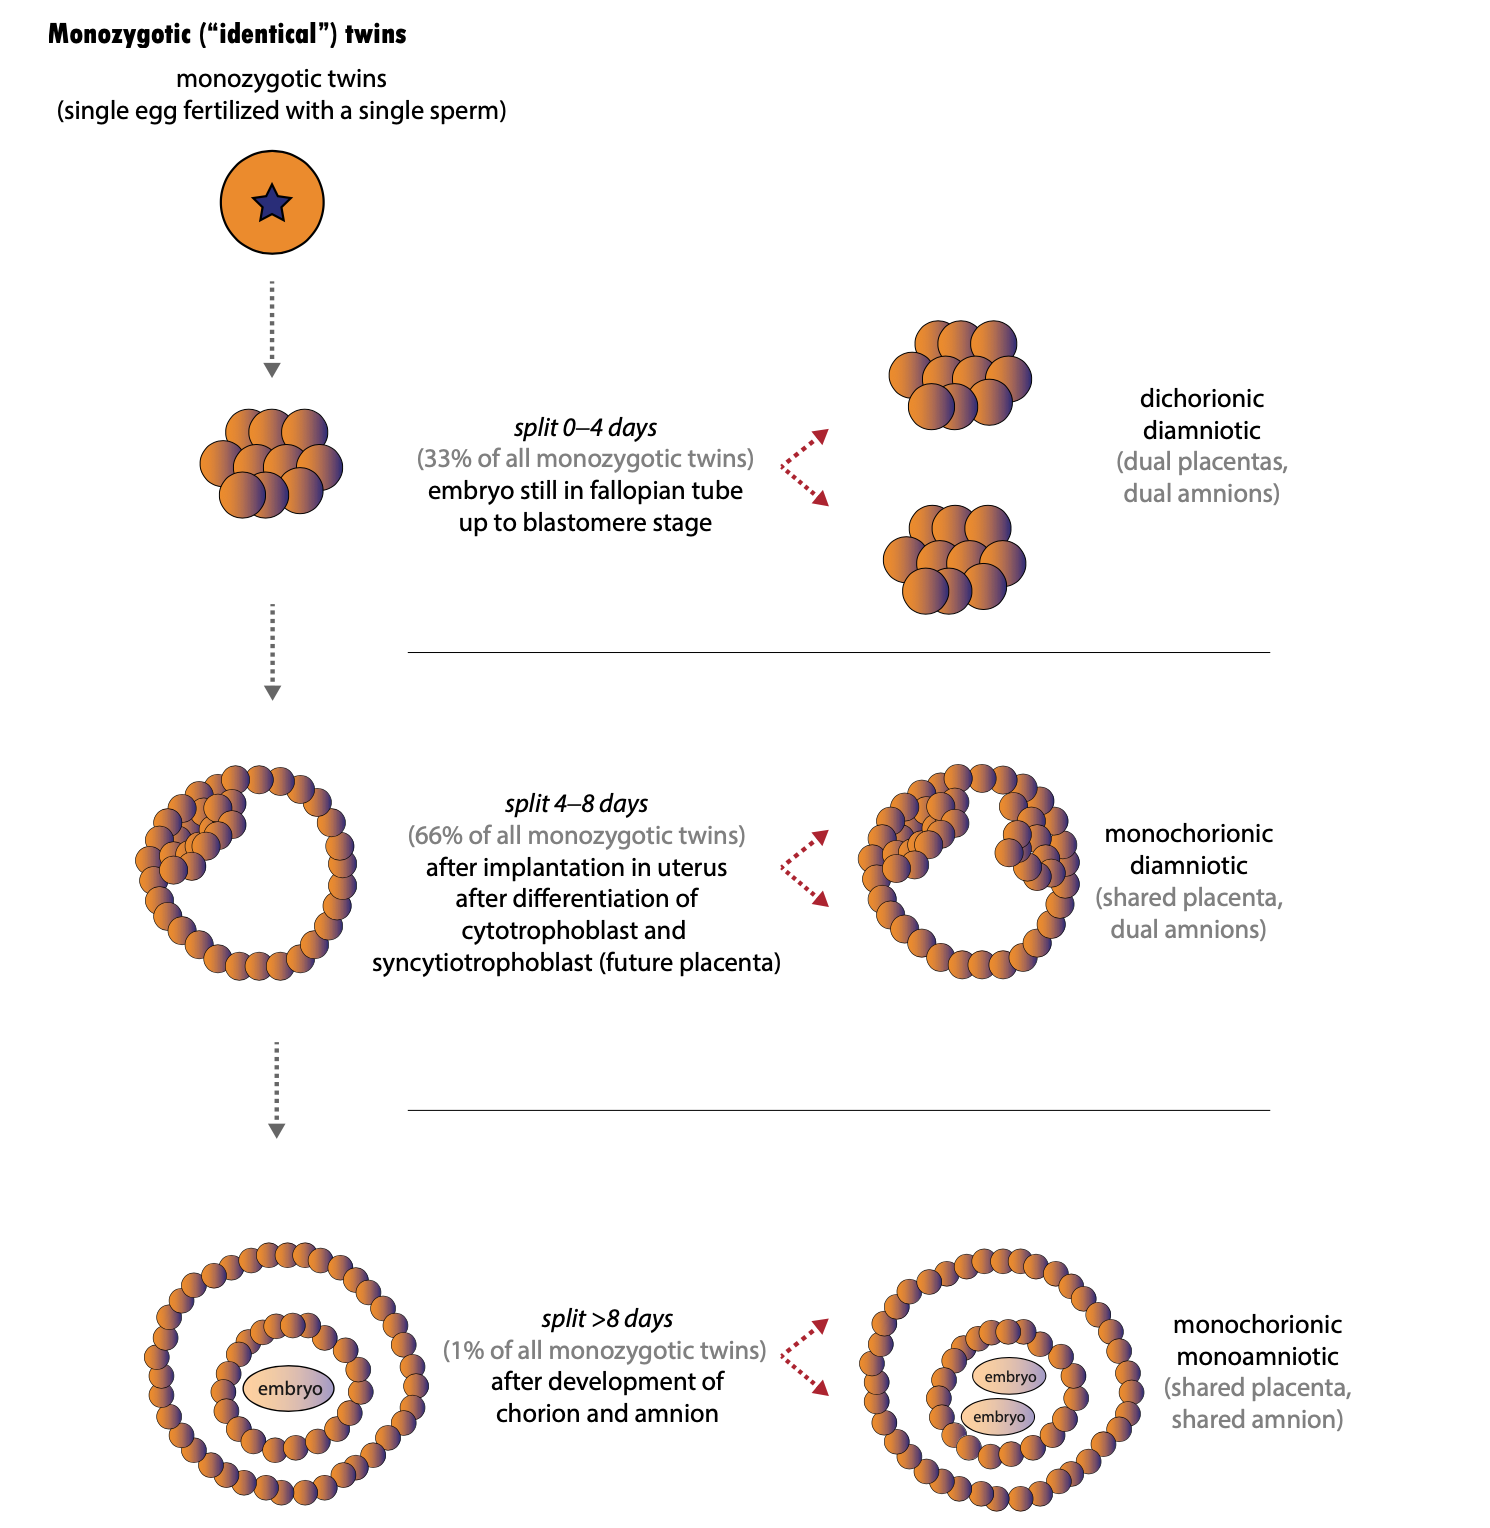 Monozygotic (“identical”) twins
monozygotic twins
(single egg fertilized with a single sperm)
split 0–4 days
(33% of all monozygotic twins)
embryo still in fallopian tube
up to blastomere stage
dichorionic
diamniotic
(dual placentas,
dual amnions)
split 4–8 days
(66% of all monozygotic twins)
after implantation in uterus
after differentiation of
cytotrophoblast and
syncytiotrophoblast (future placenta)
monochorionic
diamniotic
(shared placenta,
dual amnions)
embryo
split >8 days
(1% of all monozygotic twins)
after development of
chorion and amnion
embryo
embryo
monochorionic
monoamniotic
(shared placenta,
shared amnion)